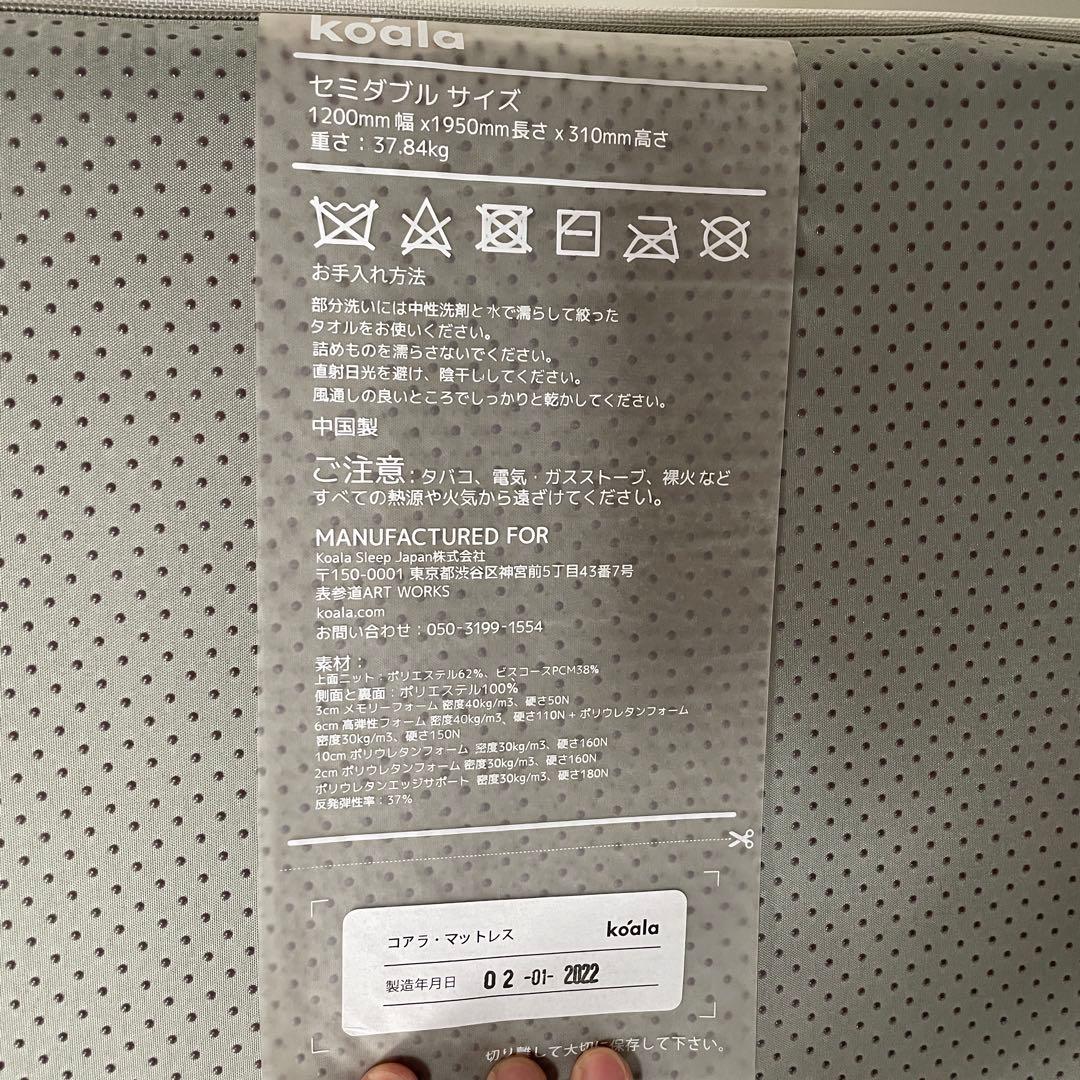 koala
セミダブル サイズ
1200mm 幅 x1950mm 長さ x 310mm 高さ
重さ：37.84kg
お手入れ方法
部分洗いには中性洗剤と水で濡らして絞った
タオルをお使いください。
詰めものを濡らさないでください。
直射日光を避け、陰干ししてください。
風通しの良いところでしっかりと乾かしてください。
中国製
ご注意：タバコ、電気・ガスストーブ、裸火など
すべての熱源や火気から遠ざけてください。
MANUFACTURED FOR
Koala Sleep Japan株式会社
〒150-0001 東京都渋谷区神宮前5丁目43番7号
表参道ART WORKS
koala.com
お問い合わせ：050-3199-1554
素材：
上面ニット：ポリエステル62%、ビスコースPCM38%
側面と裏面：ポリエステル100%
3cm メモリーフォーム 密度40kg/m3、硬さ50N
6cm 高弾性フォーム 密度40kg/m3、硬さ110N + ポリウレタンフォーム
密度30kg/m3、硬さ150N
10cm ポリウレタンフォーム 密度30kg/m3、硬さ160N
2cm ポリウレタンフォーム 密度30kg/m3、硬さ160N
ポリウレタンエッジサポート 密度30kg/m3、硬さ180N
反発弾性率：37%
コアラ・マットレス koala
製造年月日 02 -01- 2022
切り離して大切に保存して下さい。